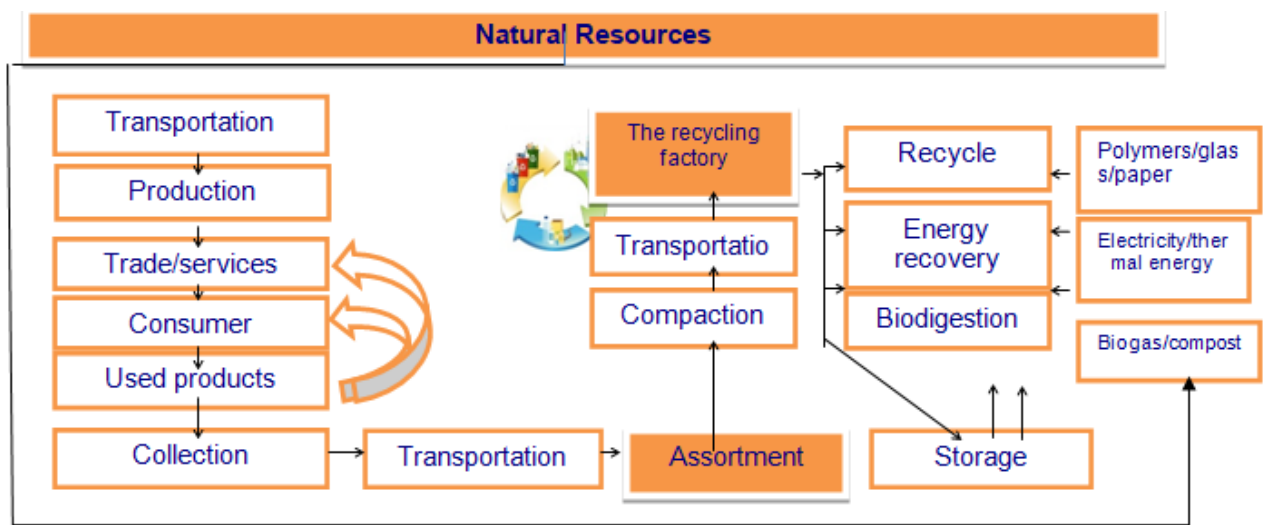 Natural Resources
Transportation
Production
Trade/services
Consumer
Used products
Collection
Transportation
Assortment
Compaction
Transportatio
The recycling
factory
Recycle
Energy
recovery
Biodigestion
Storage
Polymers/glas
s/paper
Electricity/ther
mal energy
Biogas/compost